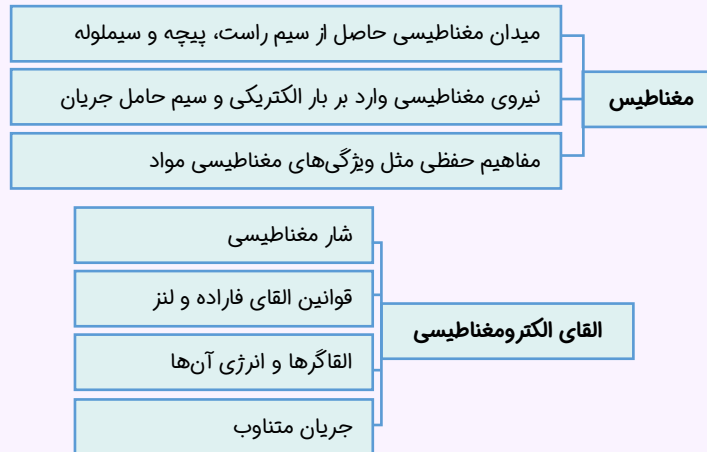 مغناطیس
میدان مغناطیسی حاصل از سیم راست، پیچه و سیملوله
نیروی مغناطیسی وارد بر بار الکتریکی و سیم حامل جریان
مفاهیم حفظی مثل ویژگی‌های مغناطیسی مواد
القای الکترومغناطیسی
شار مغناطیسی
قوانین القای فاراده و لنز
القاگرها و انرژی آن‌ها
جریان متناوب